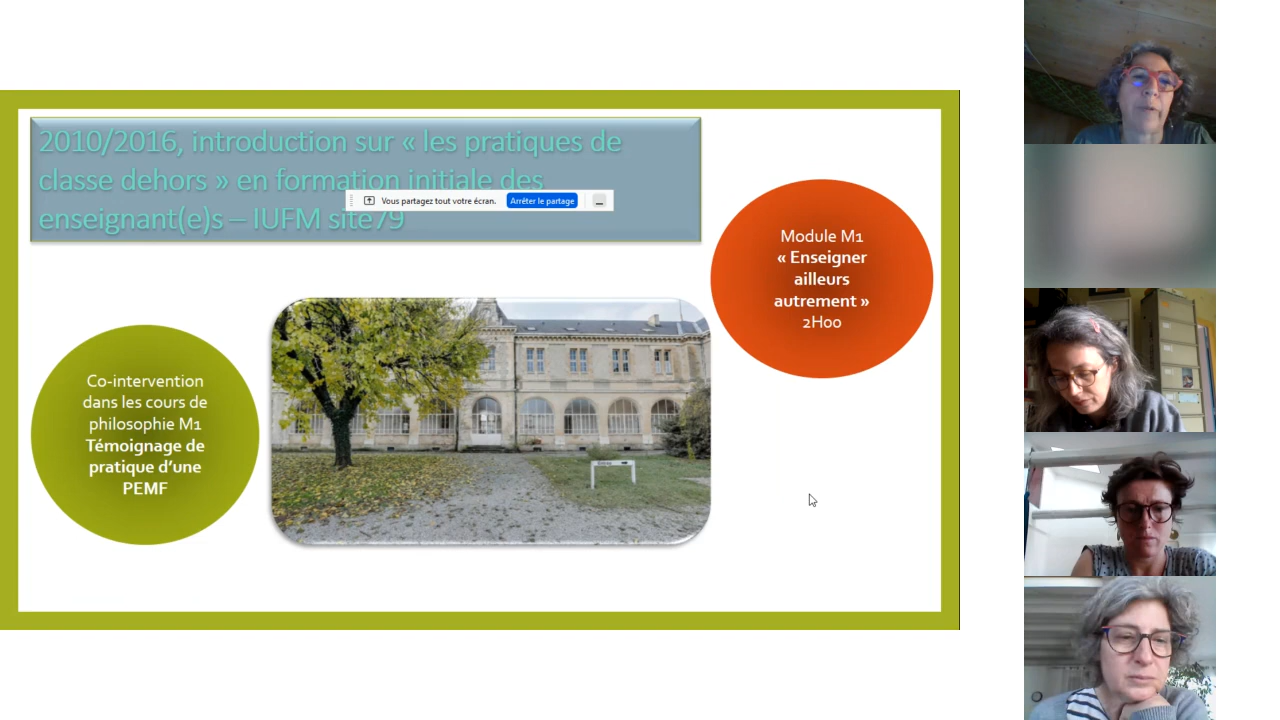 2010/2016, introduction sur « les pratiques de
classe dehors » en formation initiale des
enseignant(e)s – IUFM site79
Vous partagez tout votre écran.
Arrêter le partage
Module M1
« Enseigner
ailleurs
autrement »
2H00
Co-intervention
dans les cours de
philosophie M1
Témoignage de
pratique d'une
PEMF